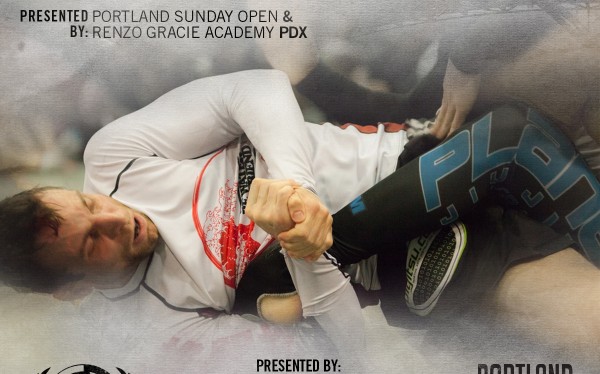 PRESENTED PORTLAND SUNDAY OPEN &
BY: RENZO GRACIE ACADEMY PDX
PRESENTED BY:
PORTLAND